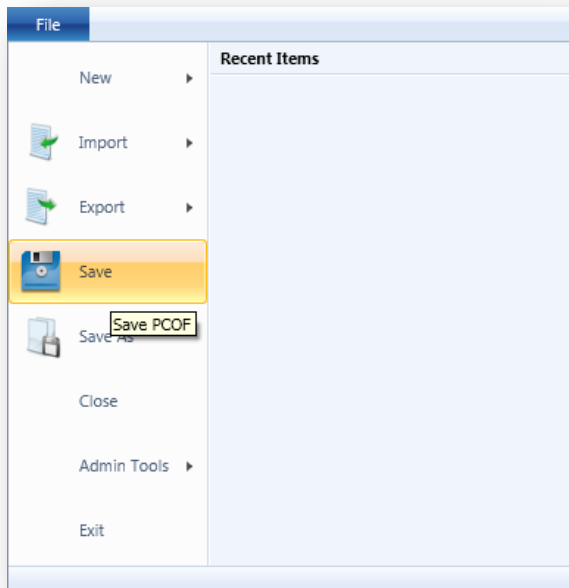 File
Recent Items
New
Import
Export
Save
Save PCOF
Save As
Close
Admin Tools
Exit